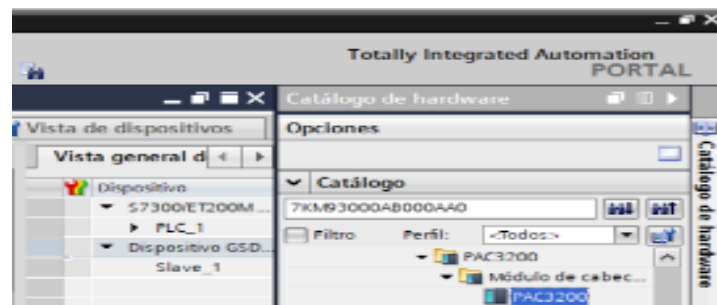 Totally Integrated Automation
PORTAL
Catálogo de hardware
Vista de dispositivos
Opciones
Vista general d
Catálogo
Dispositivo
S7300/ET200M...
7KM93000AB000AA0
PLC_1
Filtro Perfil: <Todos>
Dispositivo GSD...
PAC3200
Slave_1
Módulo de cabec...
PAC3200
Catálogo de hardware